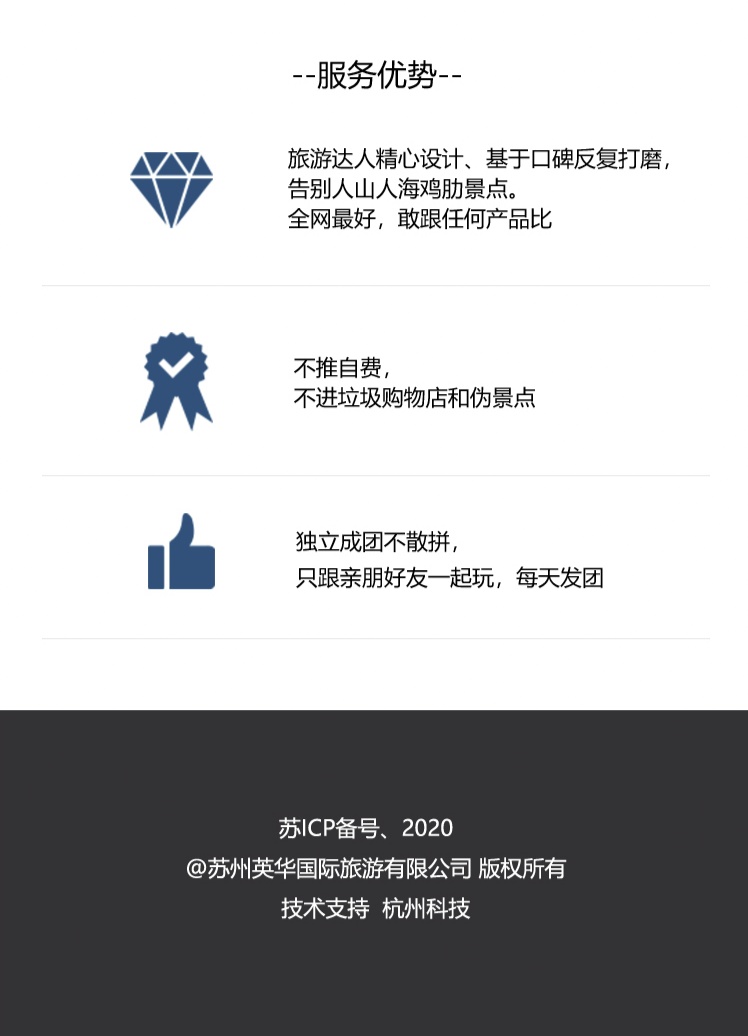 --服务优势--
旅游达人精心设计、基于口碑反复打磨，
告别人山人海鸡肋景点。
全网最好，敢跟任何产品比
不推自费，
不进垃圾购物店和伪景点
独立成团不散拼，
只跟亲朋好友一起玩，每天发团
苏ICP备号、2020
@苏州英华国际旅游有限公司 版权所有
技术支持 杭州科技